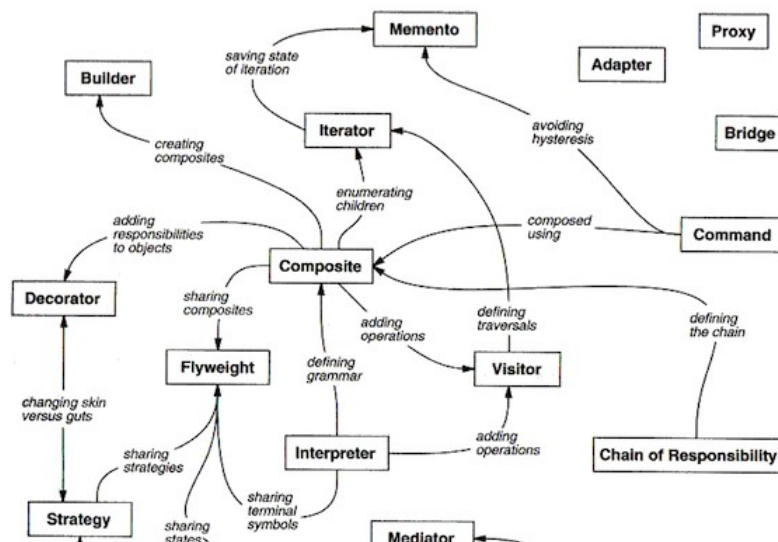 Memento
Proxy
saving state
of iteration
Adapter
Builder
Iterator
avoiding
hysteresis
Bridge
creating
composites
enumerating
children
adding
responsibilities
to objects
composed
using
Command
Composite
Decorator
sharing
composites
adding
operations
defining
traversals
defining
the chain
Flyweight
defining
grammar
Visitor
changing skin
versus guts
Interpreter
adding
operations
Chain of Responsibility
sharing
strategies
sharing
terminal
symbols
Strategy
sharing
states
Mediator